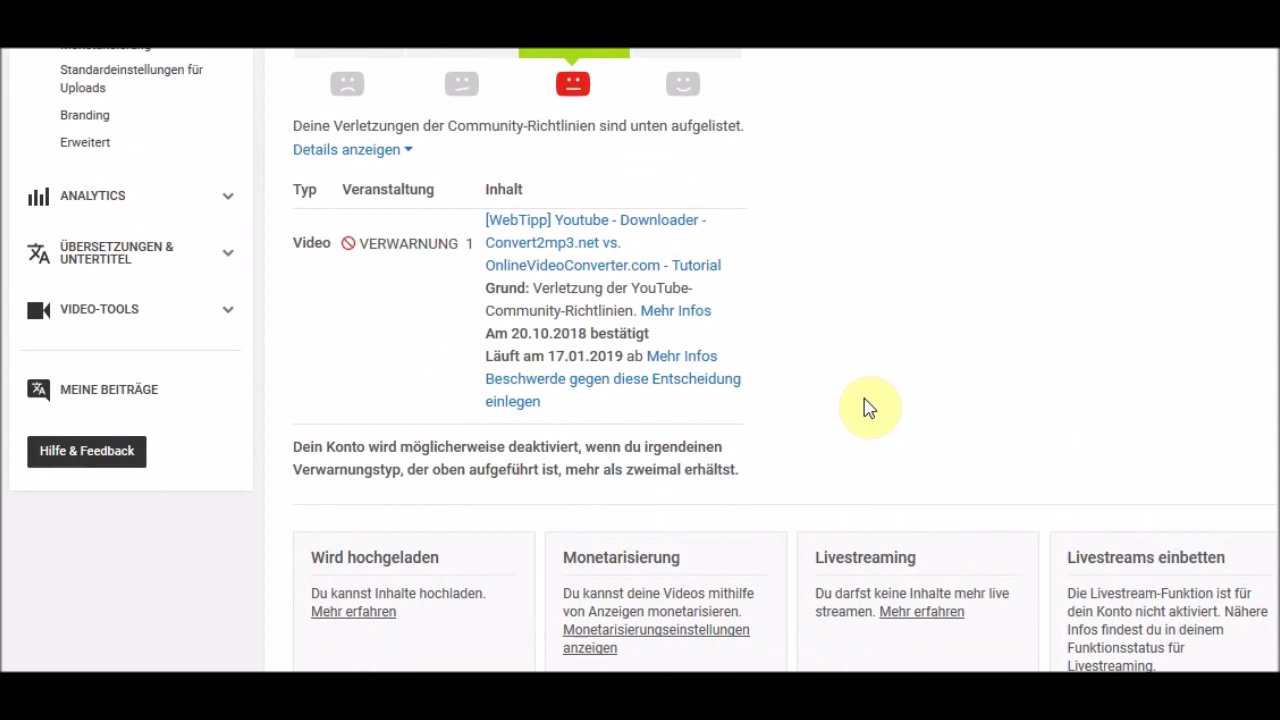 Monetarisierung
Standardeinstellungen für
Uploads
Branding
Erweitert
ANALYTICS
ÜBERSETZUNGEN &
UNTERTITEL
VIDEO-TOOLS
MEINE BEITRÄGE
Hilfe & Feedback
Deine Verletzungen der Community-Richtlinien sind unten aufgelistet.
Details anzeigen
Typ Veranstaltung Inhalt
[WebTipp] Youtube - Downloader -
Video VERWARNUNG 1 Convert2mp3.net vs.
OnlineVideoConverter.com - Tutorial
Grund: Verletzung der YouTube-
Community-Richtlinien. Mehr Infos
Am 20.10.2018 bestätigt
Läuft am 17.01.2019 ab Mehr Infos
Beschwerde gegen diese Entscheidung
einlegen
Dein Konto wird möglicherweise deaktiviert, wenn du irgendeinen
Verwarnungstyp, der oben aufgeführt ist, mehr als zweimal erhältst.
Wird hochgeladen
Du kannst Inhalte hochladen.
Mehr erfahren
Monetarisierung
Du kannst deine Videos mithilfe
von Anzeigen monetarisieren.
Monetarisierungseinstellungen
anzeigen
Livestreaming
Du darfst keine Inhalte mehr live
streamen. Mehr erfahren
Livestreams einbetten
Die Livestream-Funktion ist für
dein Konto nicht aktiviert. Nähere
Infos findest du in deinem
Funktionsstatus für
Livestreaming.